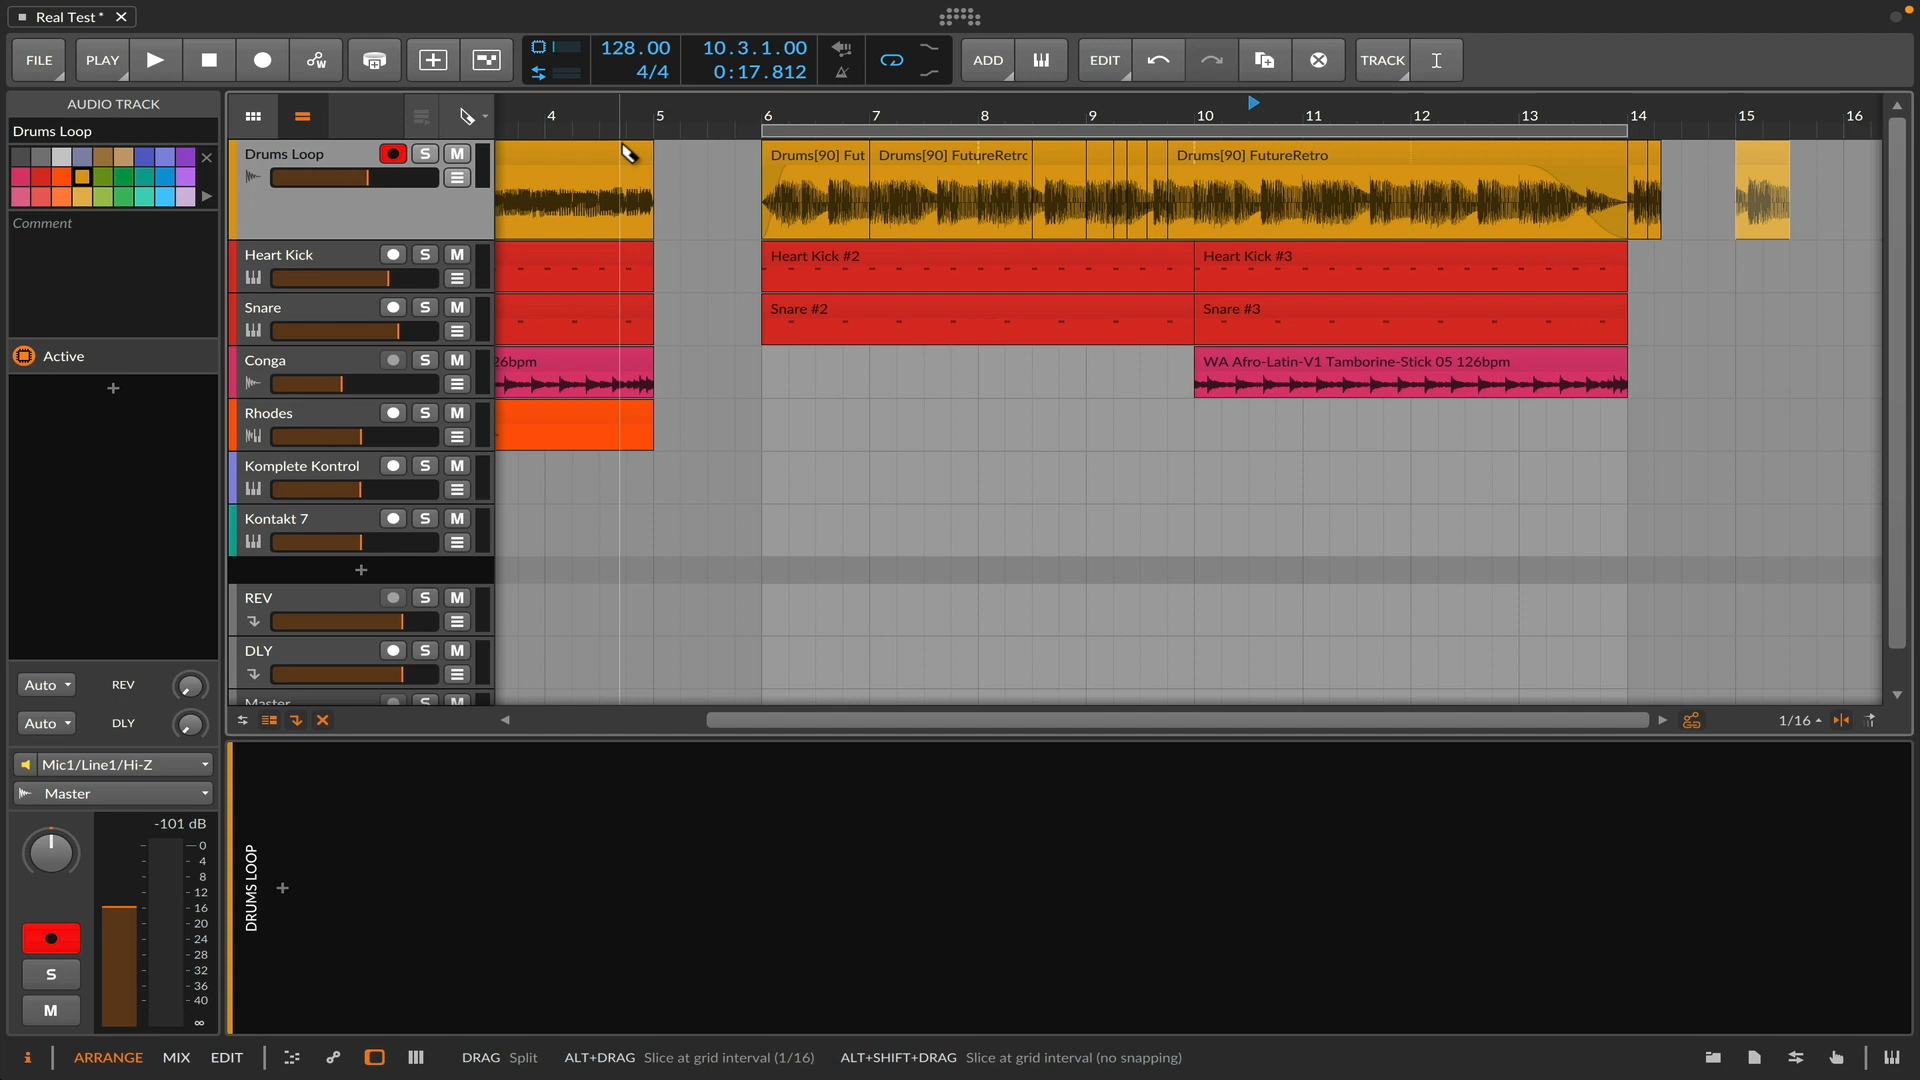 Real Test *
FILE
PLAY
128.00
4/4
10.3.1.00
0:17.812
ADD
EDIT
TRACK
AUDIO TRACK
Drums Loop
Comment
Active
4 5 6 7 8 9 10 11 12 13 14 15 16
Drums Loop S M
Drums[90] Fut
Drums[90] FutureRetro
Drums[90] FutureRetro
Heart Kick S M
Heart Kick #2
Heart Kick #3
Snare S M
Snare #2
Snare #3
Conga S M
26bpm
WA Afro-Latin-V1 Tamborine-Stick 05 126bpm
Rhodes S M
Komplete Kontrol S M
Kontakt 7 S M
REV S M
DLY S M
Master S M
1/16
Auto REV
Auto DLY
Mic1/Line1/Hi-Z
Master
-101 dB
0
4
8
12
16
20
24
28
32
36
40
∞
S
M
DRUMS LOOP
ARRANGE MIX EDIT
DRAG Split ALT+DRAG Slice at grid interval (1/16) ALT+SHIFT+DRAG Slice at grid interval (no snapping)